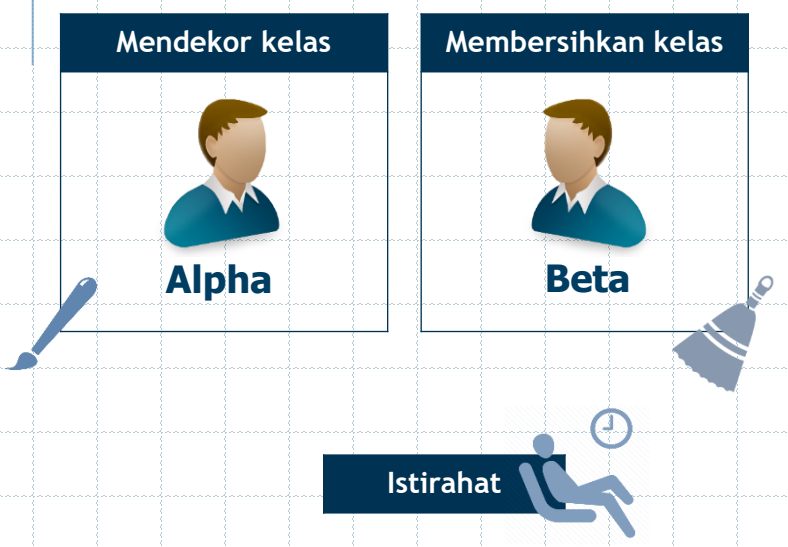 Mendekor kelas
Membersihkan kelas
Alpha
Beta
Istirahat